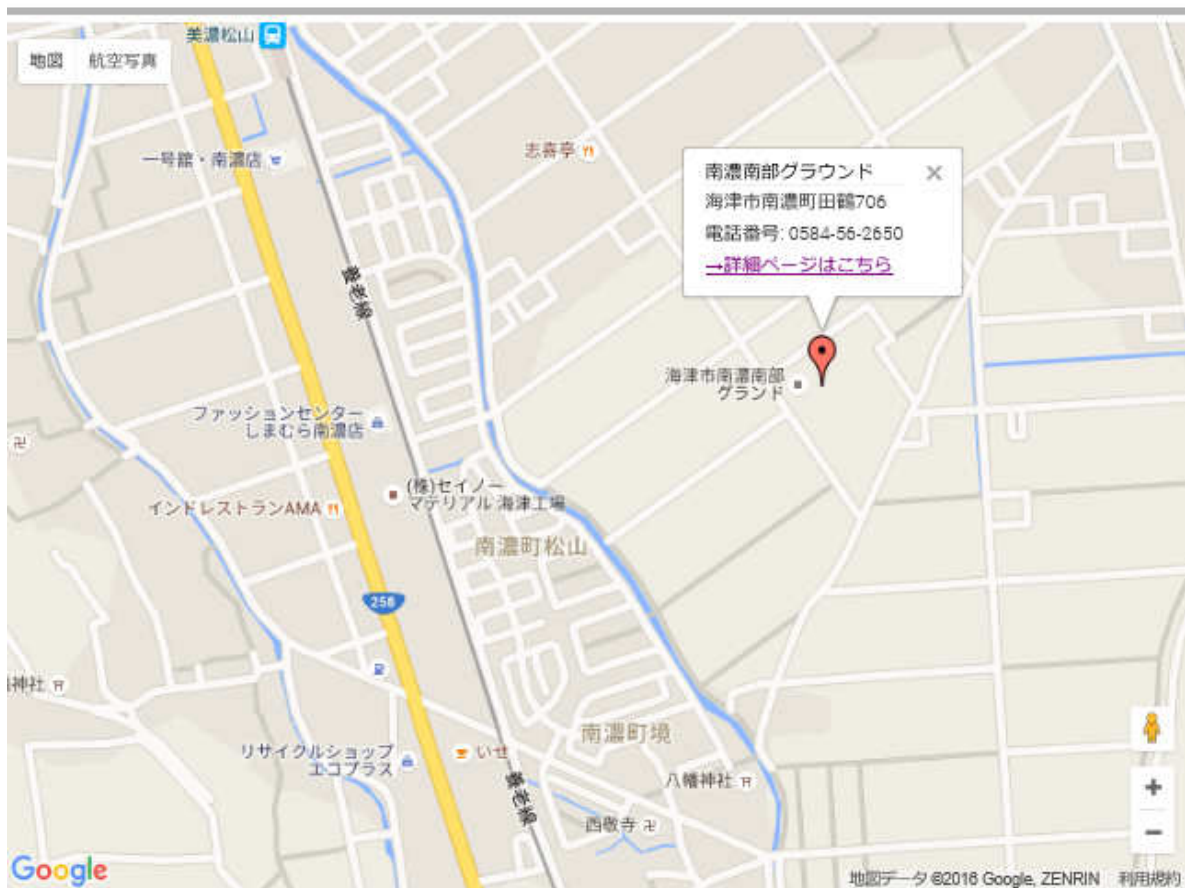 美濃松山
地図
航空写真
一号舘・南濃店
志喜亭
南濃南部グラウンド
海津市南濃町田鶴706
電話番号: 0584-56-2650
→詳細ページはこちら
養老線
海津市南濃南部
グランド
ファッションセンター
しまむら南濃店
(株)セイノー
マテリアル 海津工場
インドレストランAMA
南濃町松山
258
神社
南濃町境
リサイクルショップ
エコプラス
いせ
八幡神社
養老線
西敬寺
Google
地図データ ©2016 Google, ZENRIN
利用規約